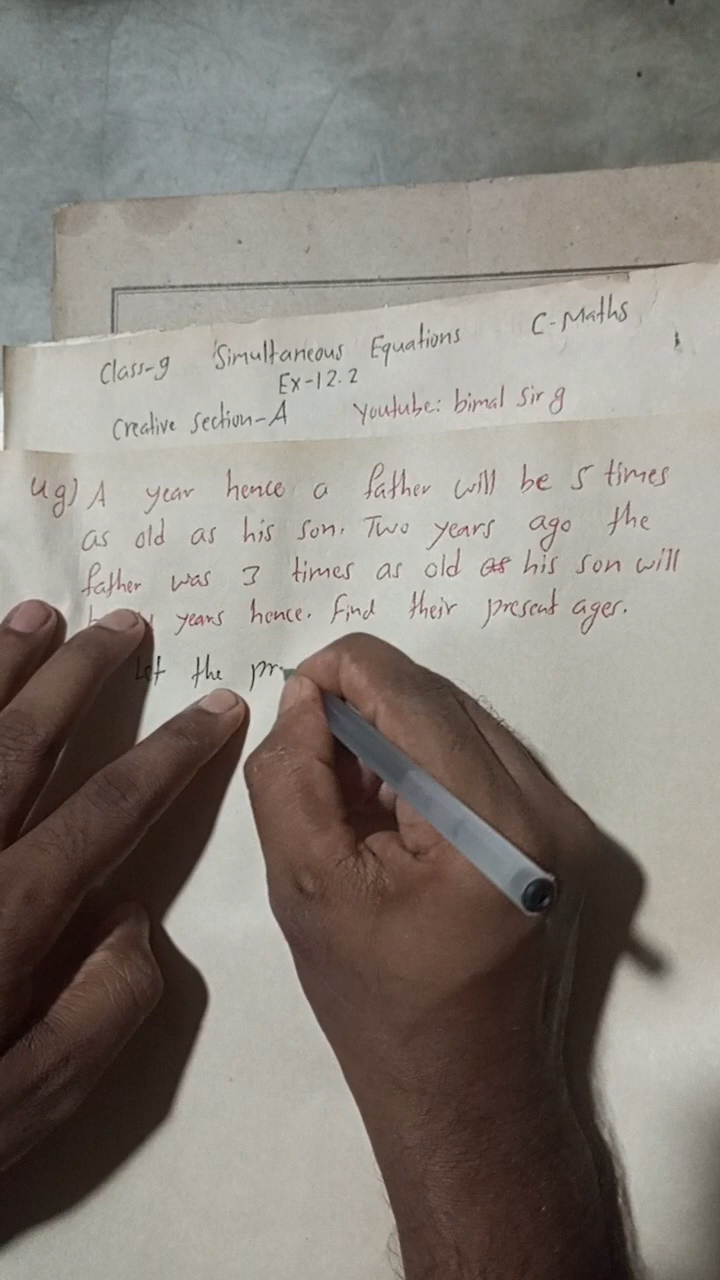 Class-9 Simultaneous Equations C-Maths
Ex-12.2
Creative Section-A Youtube: bimal Sir g
4g) A year hence a father will be 5 times
as old as his son. Two years ago the
father was 3 times as old as his son will
years hence. Find their present ages.
Let the pr